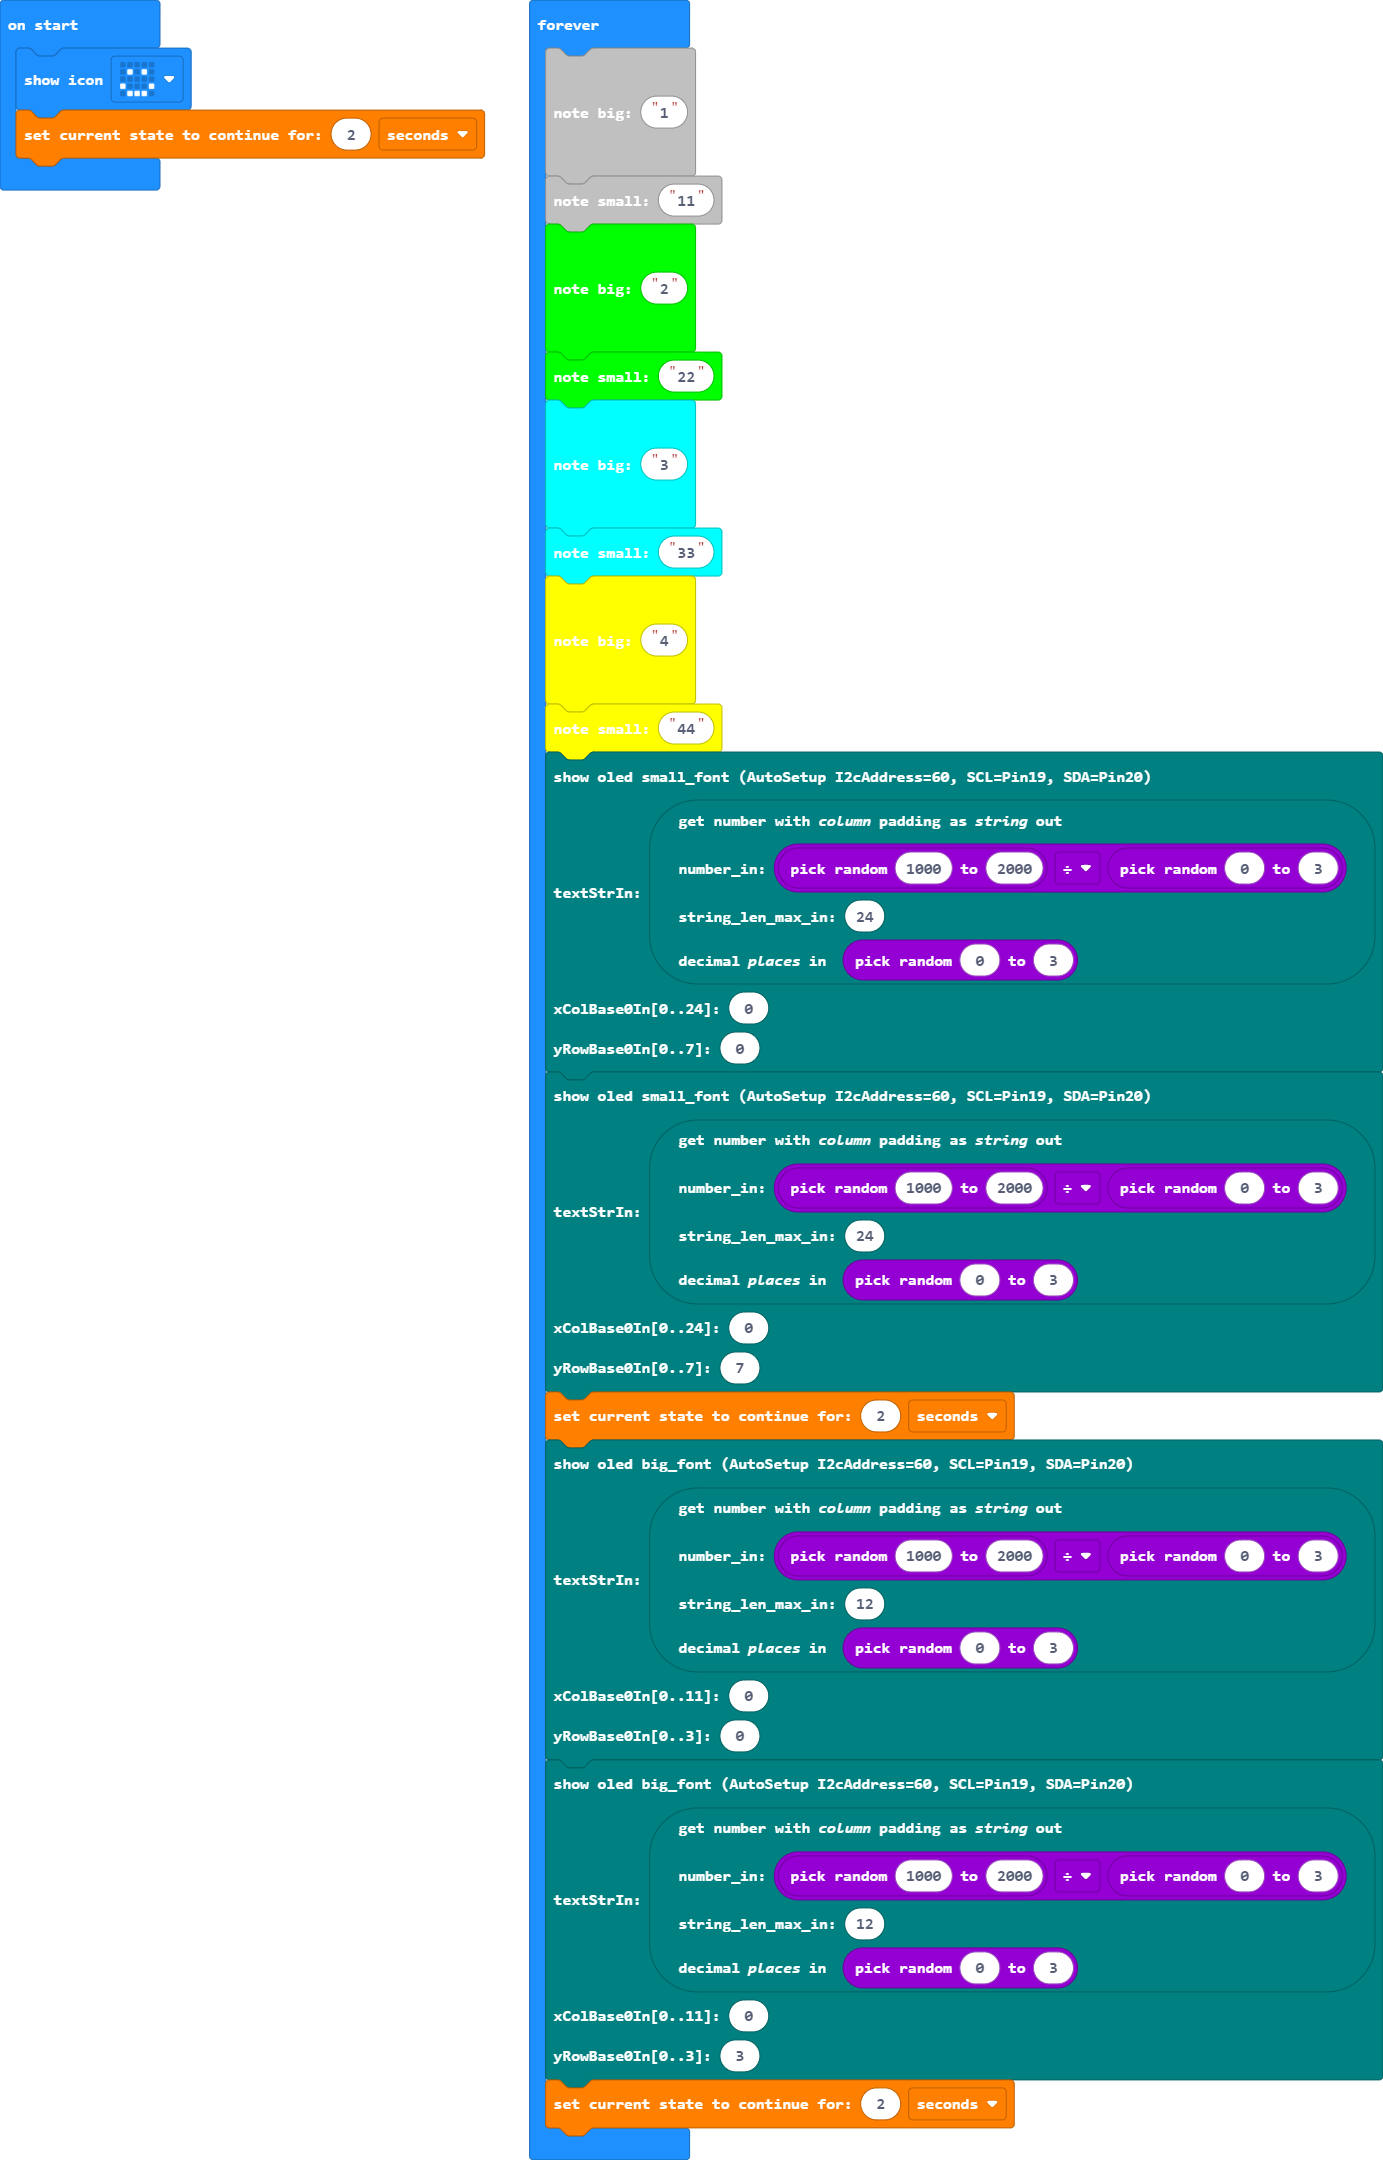 on start
show icon
set current state to continue for: 2 seconds
forever
note big: "1"
note small: "11"
note big: "2"
note small: "22"
note big: "3"
note small: "33"
note big: "4"
note small: "44"
show oled small_font (AutoSetup I2cAddress=60, SCL=Pin19, SDA=Pin20)
get number with column padding as string out
number_in: pick random 1000 to 2000 ÷ pick random 0 to 3
textStrIn:
string_len_max_in: 24
decimal places in pick random 0 to 3
xColBase0In[0..24]: 0
yRowBase0In[0..7]: 0
show oled small_font (AutoSetup I2cAddress=60, SCL=Pin19, SDA=Pin20)
get number with column padding as string out
number_in: pick random 1000 to 2000 ÷ pick random 0 to 3
textStrIn:
string_len_max_in: 24
decimal places in pick random 0 to 3
xColBase0In[0..24]: 0
yRowBase0In[0..7]: 7
set current state to continue for: 2 seconds
show oled big_font (AutoSetup I2cAddress=60, SCL=Pin19, SDA=Pin20)
get number with column padding as string out
number_in: pick random 1000 to 2000 ÷ pick random 0 to 3
textStrIn:
string_len_max_in: 12
decimal places in pick random 0 to 3
xColBase0In[0..11]: 0
yRowBase0In[0..3]: 0
show oled big_font (AutoSetup I2cAddress=60, SCL=Pin19, SDA=Pin20)
get number with column padding as string out
number_in: pick random 1000 to 2000 ÷ pick random 0 to 3
textStrIn:
string_len_max_in: 12
decimal places in pick random 0 to 3
xColBase0In[0..11]: 0
yRowBase0In[0..3]: 3
set current state to continue for: 2 seconds